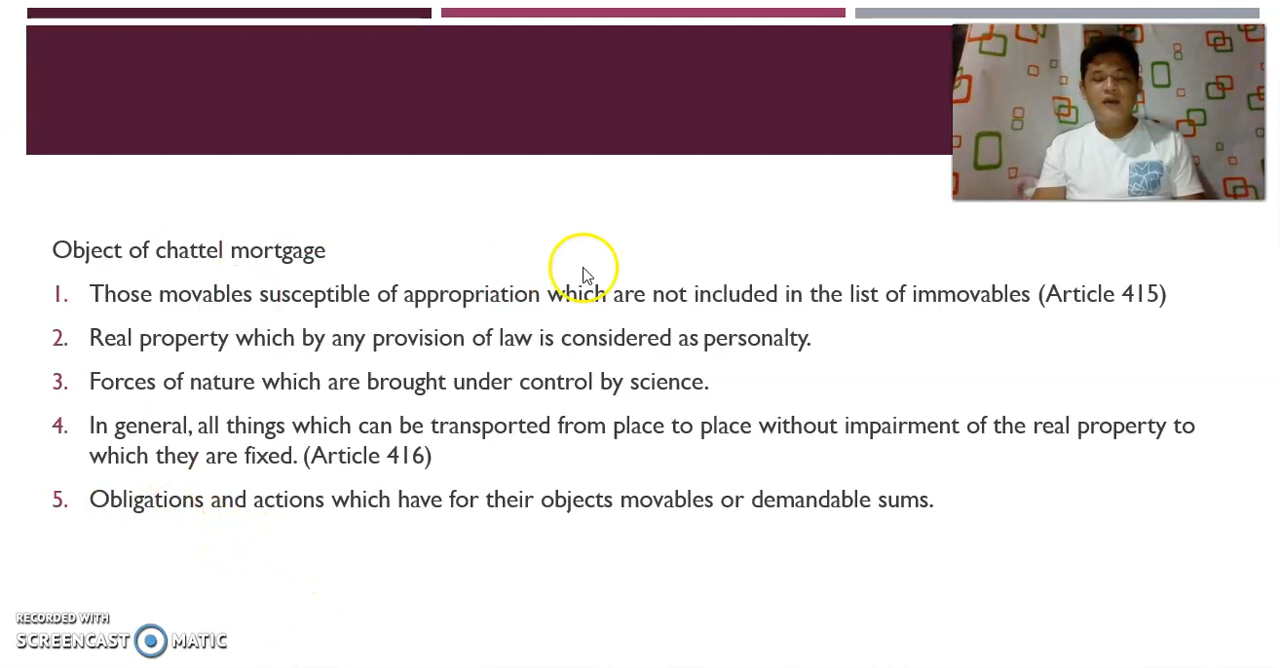 Object of chattel mortgage
1. Those movables susceptible of appropriation which are not included in the list of immovables (Article 415)
2. Real property which by any provision of law is considered as personalty.
3. Forces of nature which are brought under control by science.
4. In general, all things which can be transported from place to place without impairment of the real property to
which they are fixed. (Article 416)
5. Obligations and actions which have for their objects movables or demandable sums.
RECORDED WITH
SCREENCAST MATIC